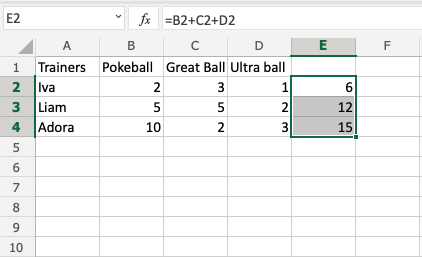 E2 fx =B2+C2+D2
A B C D E F
1 Trainers Pokeball Great Ball Ultra ball
2 Iva 2 3 1 6
3 Liam 5 5 2 12
4 Adora 10 2 3 15
5
6
7
8
9
10